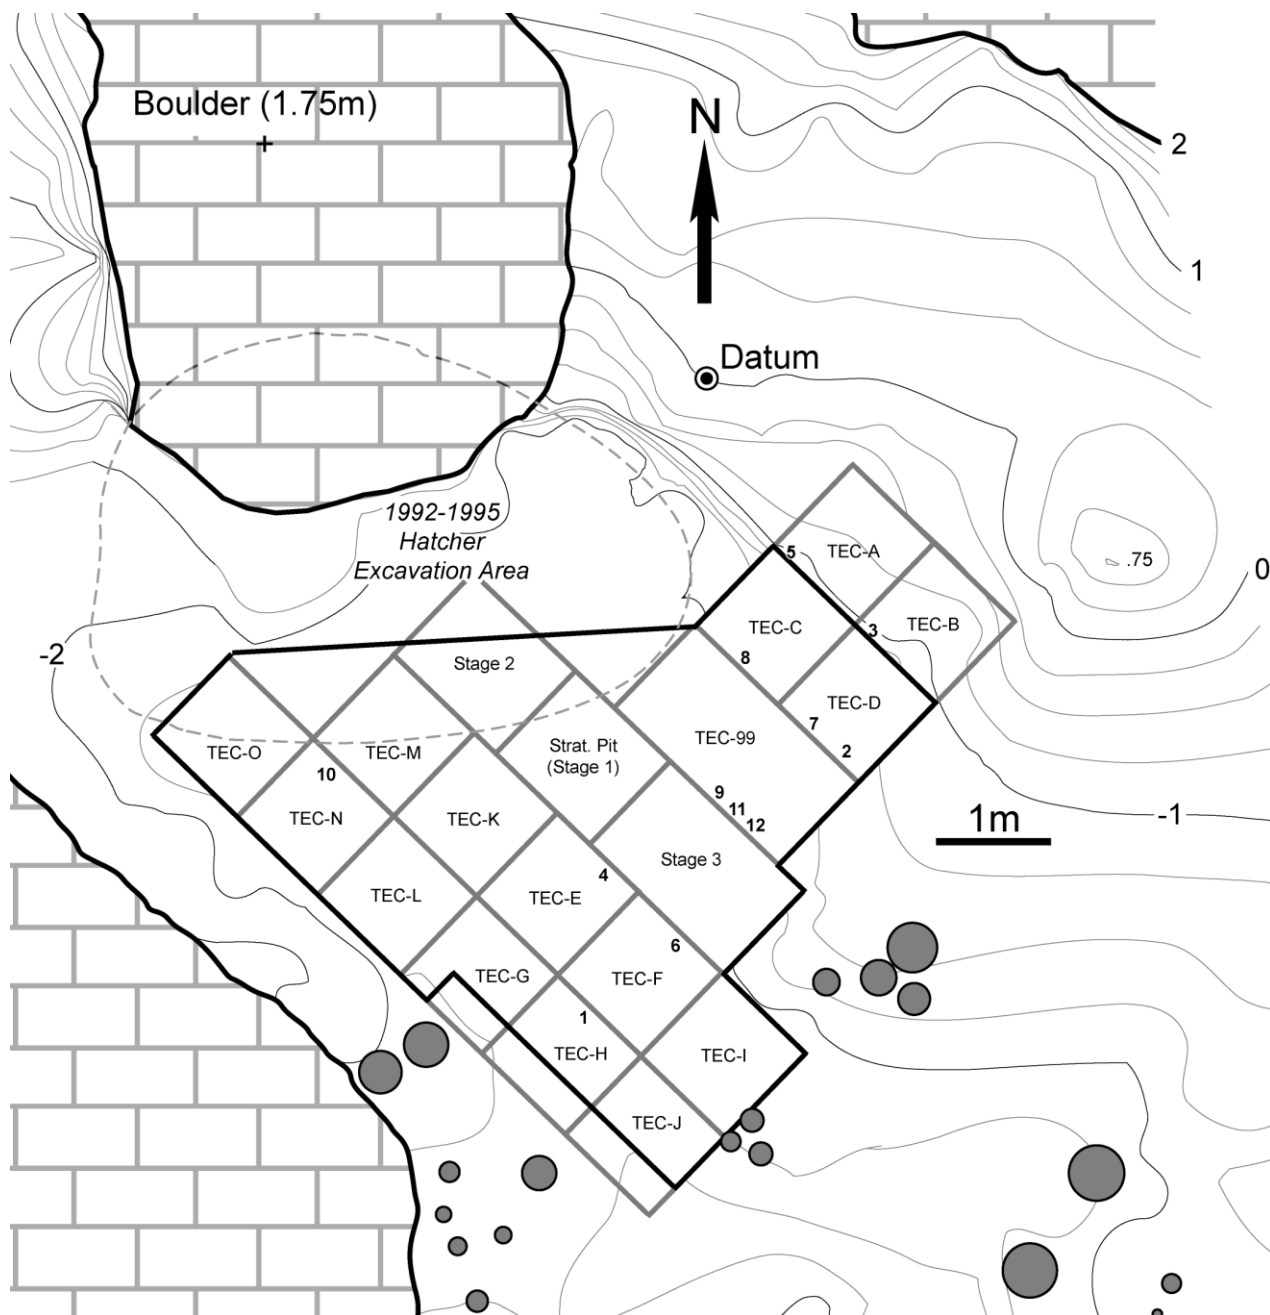 Boulder (1.75m)
+
N
2
1
Datum
1992-1995
Hatcher
Excavation Area
.75
0
-2
5
TEC-A
3
TEC-B
TEC-C
8
Stage 2
TEC-D
7
2
TEC-99
Strat. Pit
(Stage 1)
TEC-O
TEC-M
10
TEC-N
TEC-K
9
11
12
1m
-1
Stage 3
4
TEC-E
TEC-L
6
TEC-F
TEC-G
1
TEC-H
TEC-I
TEC-J